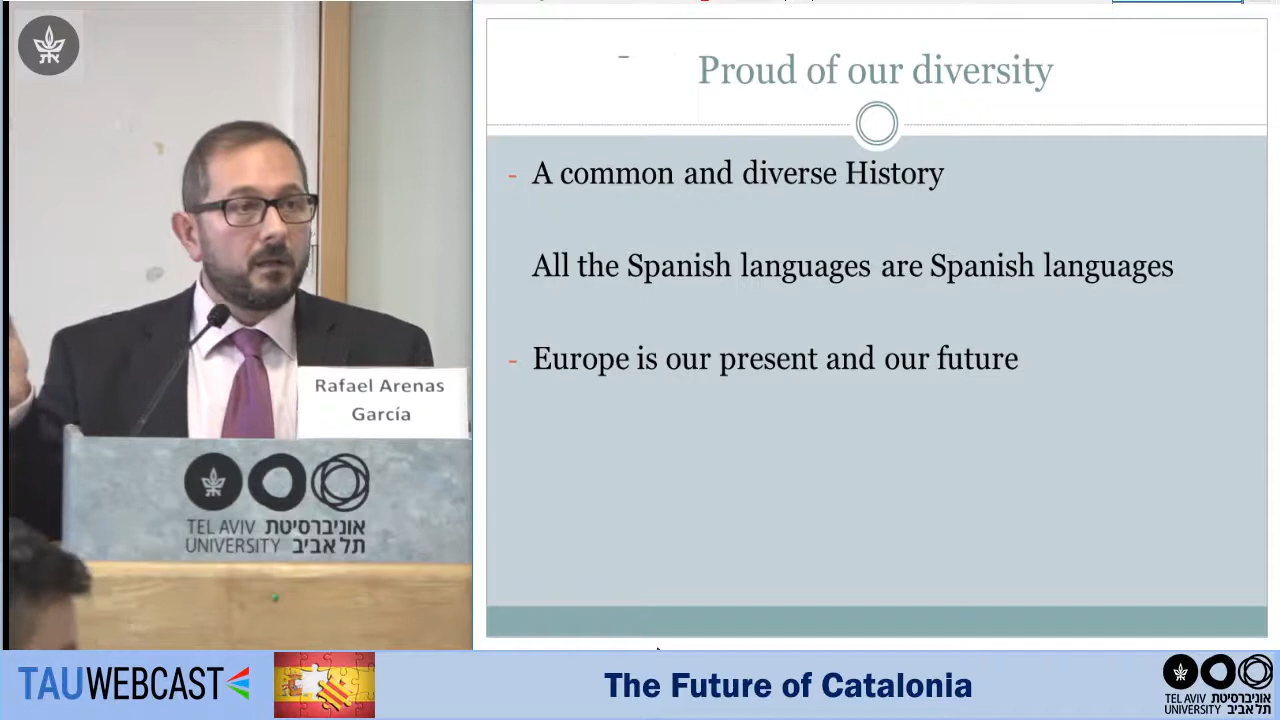 Proud of our diversity
- A common and diverse History
All the Spanish languages are Spanish languages
- Europe is our present and our future
Rafael Arenas
García
TEL AVIV אוניברסיטת
UNIVERSITY תל אביב
TAUWEBCAST
The Future of Catalonia
TEL AVIV אוניברסיטת
UNIVERSITY תל אביב